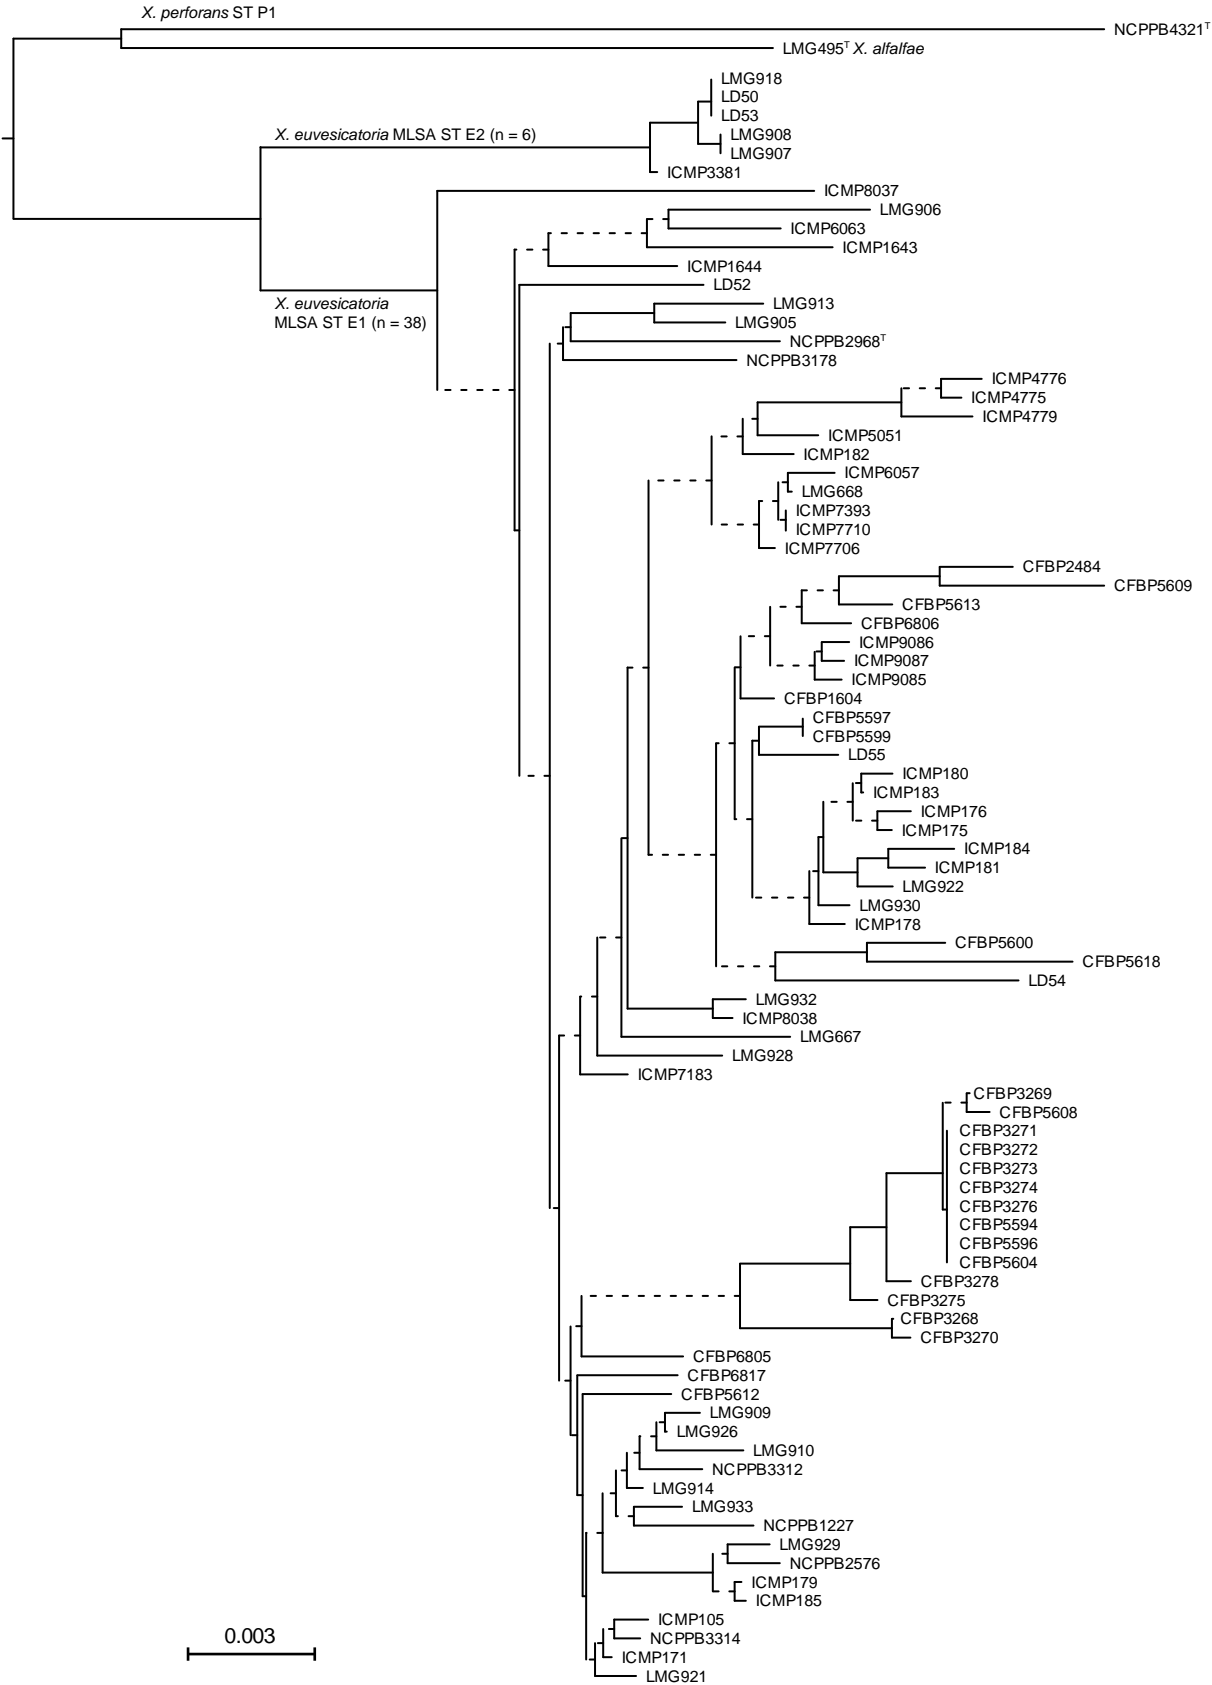 X. perforans ST P1
NCPPB4321ᵀ
LMG495ᵀ X. alfalfae
LMG918
LD50
LD53
X. euvesicatoria MLSA ST E2 (n = 6)
LMG908
LMG907
ICMP3381
ICMP8037
LMG906
ICMP6063
ICMP1643
ICMP1644
LD52
X. euvesicatoria
MLSA ST E1 (n = 38)
LMG913
LMG905
NCPPB2968ᵀ
NCPPB3178
ICMP4776
ICMP4775
ICMP4779
ICMP5051
ICMP182
ICMP6057
LMG668
ICMP7393
ICMP7710
ICMP7706
CFBP2484
CFBP5609
CFBP5613
CFBP6806
ICMP9086
ICMP9087
ICMP9085
CFBP1604
CFBP5597
CFBP5599
LD55
ICMP180
ICMP183
ICMP176
ICMP175
ICMP184
ICMP181
LMG922
LMG930
ICMP178
CFBP5600
CFBP5618
LD54
LMG932
ICMP8038
LMG667
LMG928
ICMP7183
CFBP3269
CFBP5608
CFBP3271
CFBP3272
CFBP3273
CFBP3274
CFBP3276
CFBP5594
CFBP5596
CFBP5604
CFBP3278
CFBP3275
CFBP3268
CFBP3270
CFBP6805
CFBP6817
CFBP5612
LMG909
LMG926
LMG910
NCPPB3312
LMG914
LMG933
NCPPB1227
LMG929
NCPPB2576
ICMP179
ICMP185
ICMP105
NCPPB3314
ICMP171
LMG921
0.003